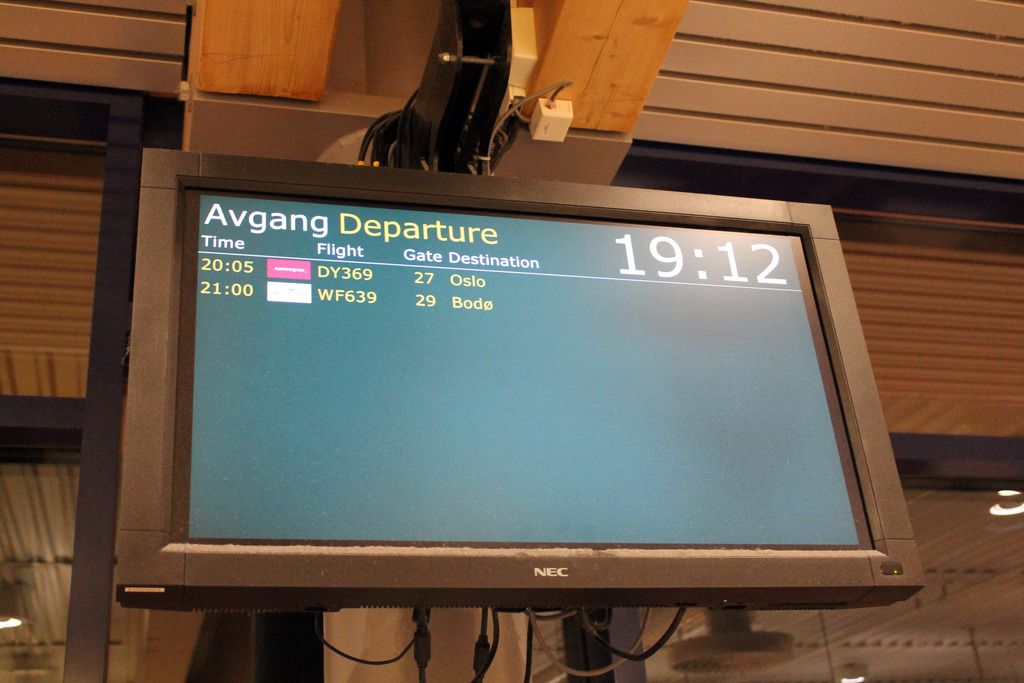 Avgang Departure
19:12
Time Flight Gate Destination
20:05 DY369 27 Oslo
21:00 WF639 29 Bodø
NEC